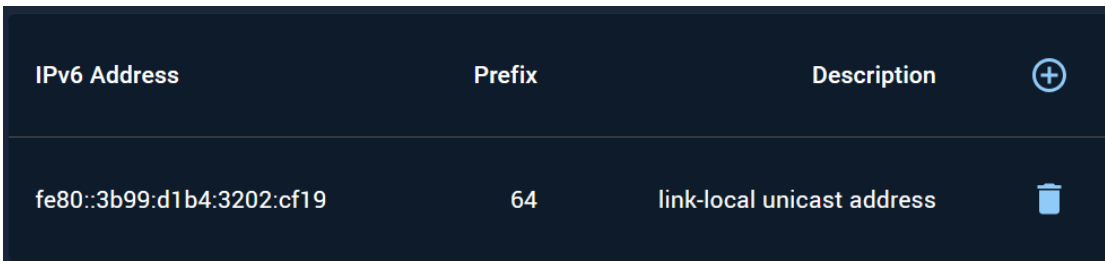 IPv6 Address Prefix Description
fe80::3b99:d1b4:3202:cf19 64 link-local unicast address